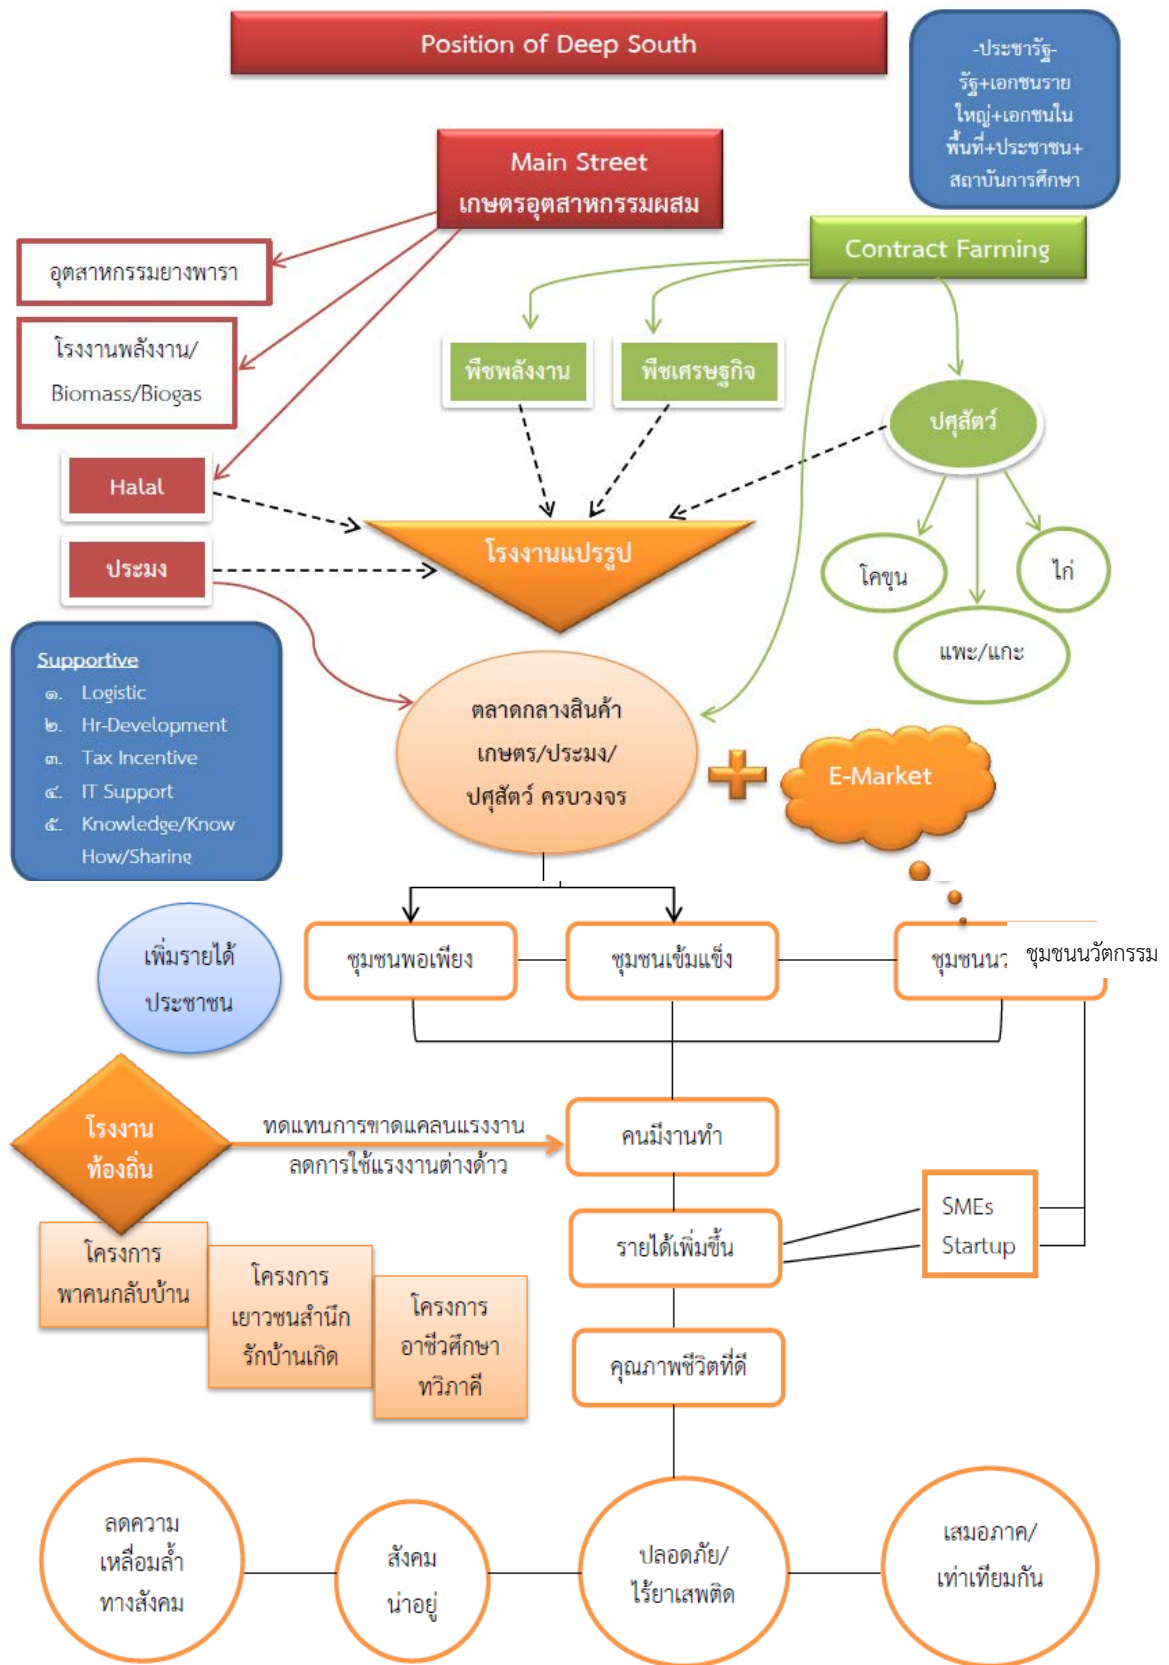 Position of Deep South
-ประชารัฐ-
รัฐ+เอกชนราย
ใหญ่+เอกชนใน
พื้นที่+ประชาชน+
สถาบันการศึกษา
Main Street
เกษตรอุตสาหกรรมผสม
Contract Farming
อุตสาหกรรมยางพารา
โรงงานพลังงาน/
Biomass/Biogas
พืชพลังงาน
พืชเศรษฐกิจ
ปศุสัตว์
Halal
ประมง
โรงงานแปรรูป
โคขุน
ไก่
แพะ/แกะ
Supportive
๑. Logistic
๒. Hr-Development
๓. Tax Incentive
๔. IT Support
๕. Knowledge/Know
How/Sharing
ตลาดกลางสินค้า
เกษตร/ประมง/
ปศุสัตว์ ครบวงจร
E-Market
เพิ่มรายได้
ประชาชน
ชุมชนพอเพียง
ชุมชนเข้มแข็ง
ชุมชนนว
ชุมชนนวัตกรรม
โรงงาน
ท้องถิ่น
ทดแทนการขาดแคลนแรงงาน
ลดการใช้แรงงานต่างด้าว
คนมีงานทำ
SMEs
Startup
รายได้เพิ่มขึ้น
โครงการ
พาคนกลับบ้าน
โครงการ
เยาวชนสำนึก
รักบ้านเกิด
โครงการ
อาชีวศึกษา
ทวิภาคี
คุณภาพชีวิตที่ดี
ลดความ
เหลื่อมล้ำ
ทางสังคม
สังคม
น่าอยู่
ปลอดภัย/
ไร้ยาเสพติด
เสมอภาค/
เท่าเทียมกัน